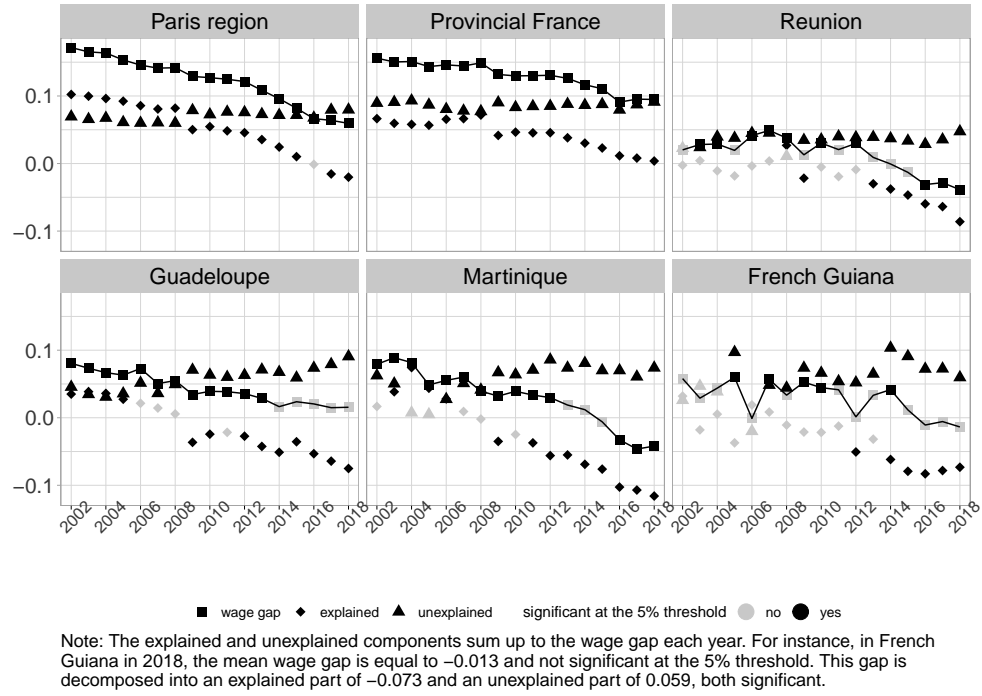 Paris region
Provincial France
Reunion
0.1
0.0
−0.1
Guadeloupe
Martinique
French Guiana
0.1
0.0
−0.1
2002 2004 2006 2008 2010 2012 2014 2016 2018
2002 2004 2006 2008 2010 2012 2014 2016 2018
2002 2004 2006 2008 2010 2012 2014 2016 2018
wage gap explained unexplained significant at the 5% threshold no yes
Note: The explained and unexplained components sum up to the wage gap each year. For instance, in French
Guiana in 2018, the mean wage gap is equal to −0.013 and not significant at the 5% threshold. This gap is
decomposed into an explained part of −0.073 and an unexplained part of 0.059, both significant.